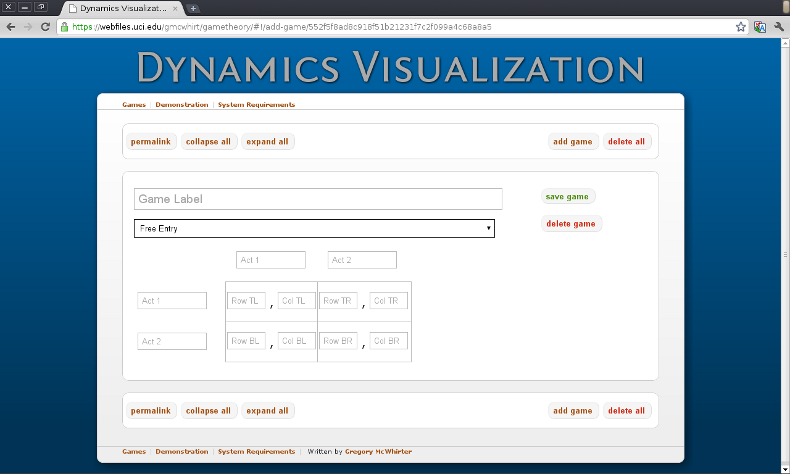 Dynamics Visualizat...
https://webfiles.uci.edu/gmcwhirt/gametheory/#!/add-game/552f5f8ad8c918f51b21231f7c2f099a4c68a8a5
Dynamics Visualization
Games | Demonstration | System Requirements
permalink collapse all expand all add game delete all
Game Label save game
Free Entry delete game
Act 1 Act 2
Act 1 Row TL , Col TL Row TR , Col TR
Act 2 Row BL , Col BL Row BR , Col BR
permalink collapse all expand all add game delete all
Games | Demonstration | System Requirements | Written by Gregory McWhirter